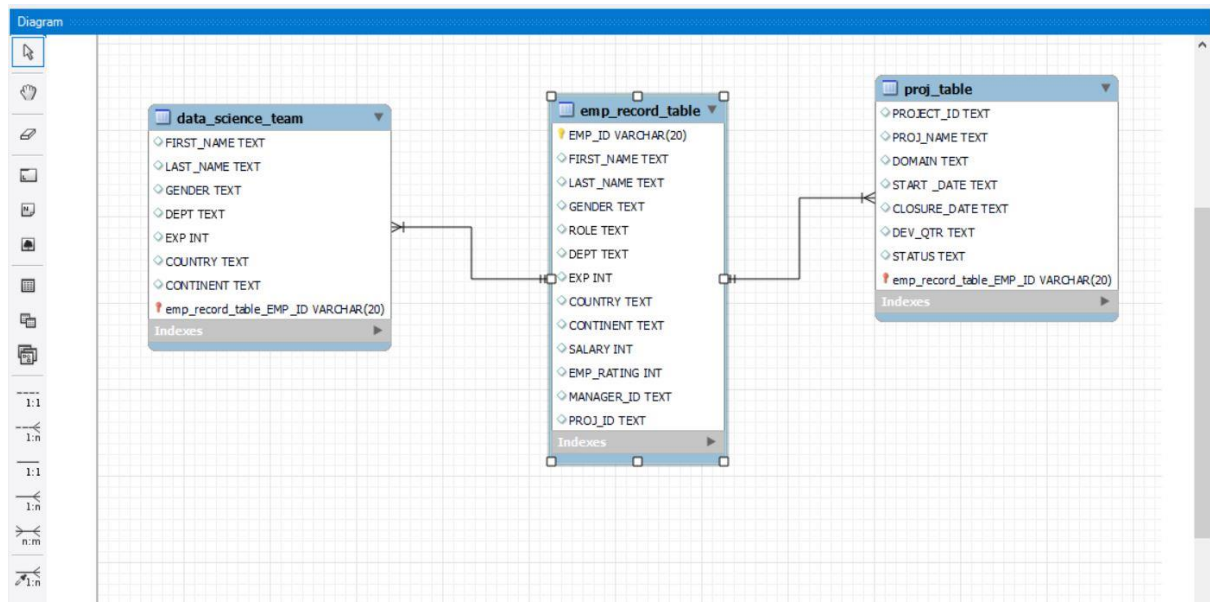 Diagram
data_science_team
FIRST_NAME TEXT
LAST_NAME TEXT
GENDER TEXT
DEPT TEXT
EXP INT
COUNTRY TEXT
CONTINENT TEXT
emp_record_table_EMP_ID VARCHAR(20)
Indexes
emp_record_table
EMP_ID VARCHAR(20)
FIRST_NAME TEXT
LAST_NAME TEXT
GENDER TEXT
ROLE TEXT
DEPT TEXT
EXP INT
COUNTRY TEXT
CONTINENT TEXT
SALARY INT
EMP_RATING INT
MANAGER_ID TEXT
PROJ_ID TEXT
Indexes
proj_table
PROJECT_ID TEXT
PROJ_NAME TEXT
DOMAIN TEXT
START _DATE TEXT
CLOSURE_DATE TEXT
DEV_QTR TEXT
STATUS TEXT
emp_record_table_EMP_ID VARCHAR(20)
Indexes
1:1
1:n
1:1
1:n
n:m
1:n